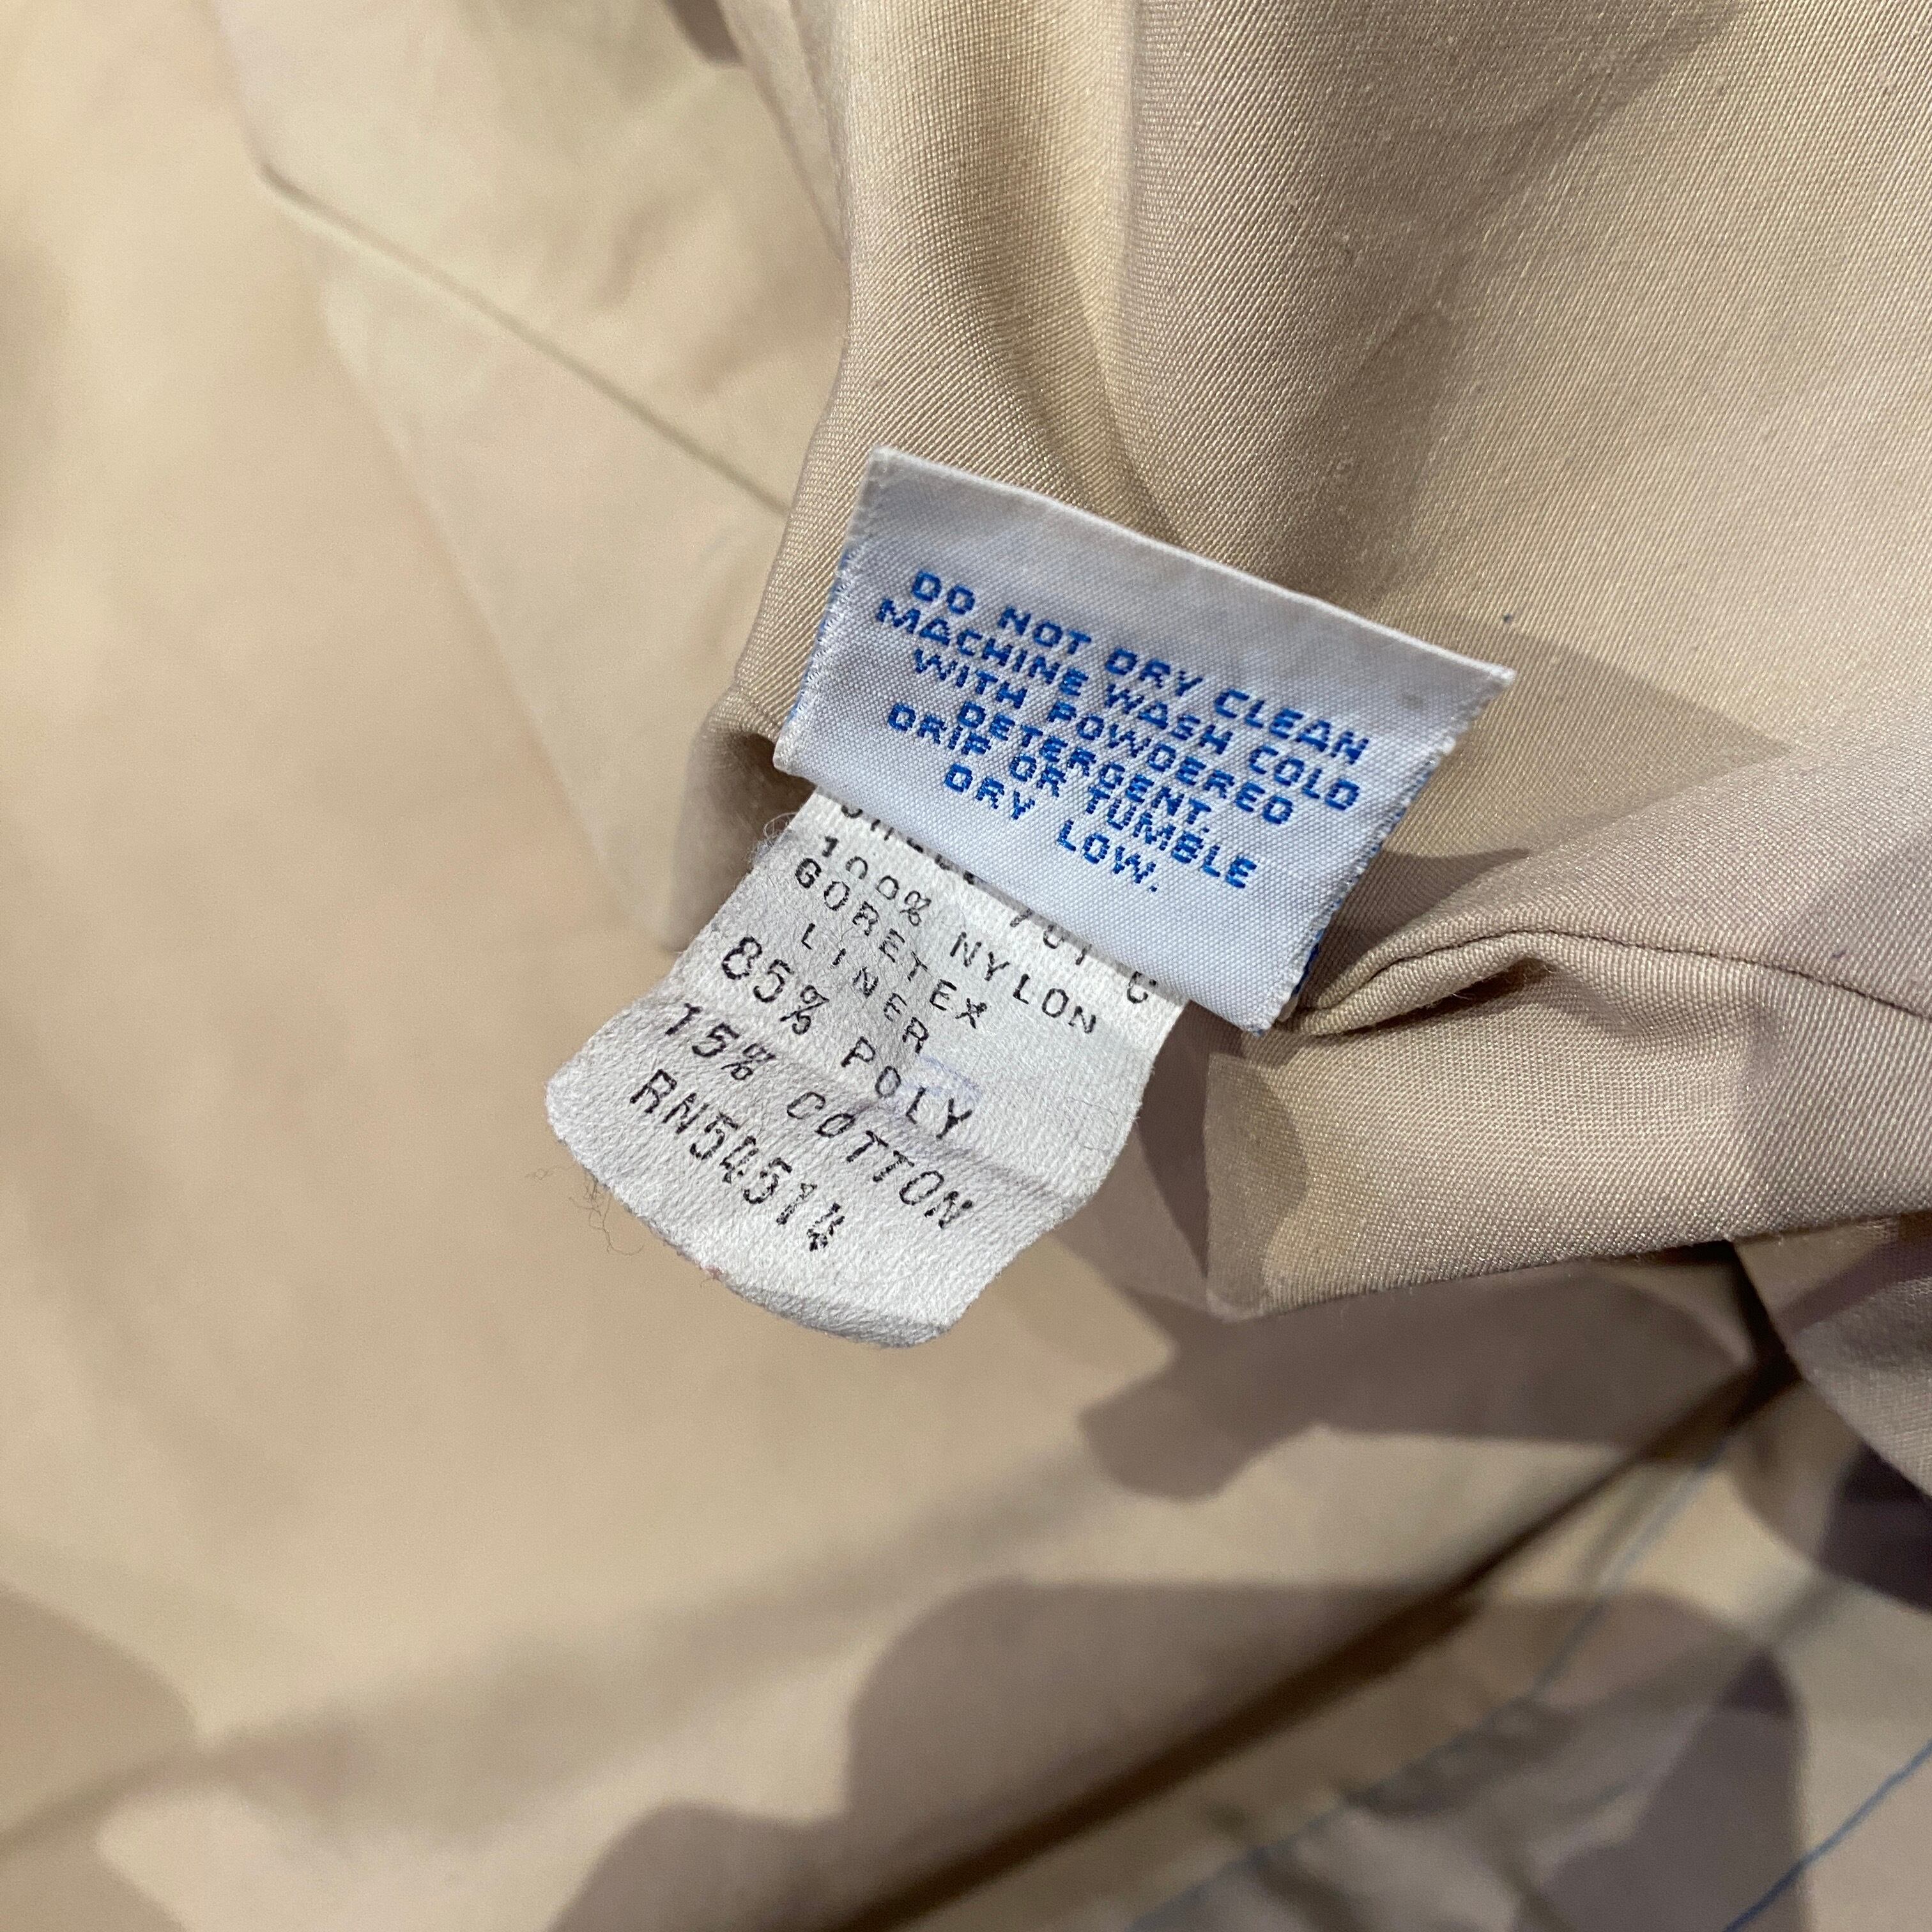 DO NOT DRY CLEAN
MACHINE WASH COLD
WITH POWDERED
DETERGENT,
DRIP OR TUMBLE
DRY LOW.
100% NYLON
GORETEX
LINER
85% POLY
15% COTTON
RN54514